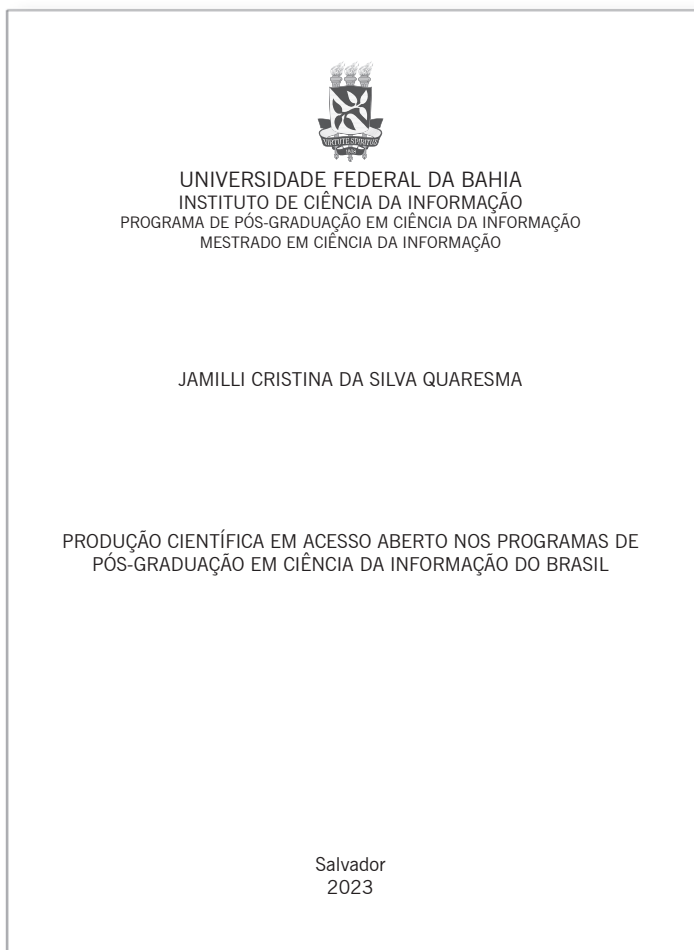 VIRTUTE SPIRITUS
UNIVERSIDADE FEDERAL DA BAHIA
INSTITUTO DE CIÊNCIA DA INFORMAÇÃO
PROGRAMA DE PÓS-GRADUAÇÃO EM CIÊNCIA DA INFORMAÇÃO
MESTRADO EM CIÊNCIA DA INFORMAÇÃO
JAMILLI CRISTINA DA SILVA QUARESMA
PRODUÇÃO CIENTÍFICA EM ACESSO ABERTO NOS PROGRAMAS DE
PÓS-GRADUAÇÃO EM CIÊNCIA DA INFORMAÇÃO DO BRASIL
Salvador
2023